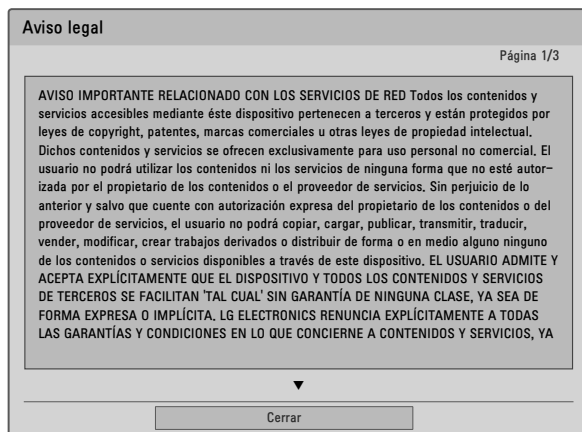 Aviso legal
Página 1/3
AVISO IMPORTANTE RELACIONADO CON LOS SERVICIOS DE RED Todos los contenidos y
servicios accesibles mediante éste dispositivo pertenecen a terceros y están protegidos por
leyes de copyright, patentes, marcas comerciales u otras leyes de propiedad intelectual.
Dichos contenidos y servicios se ofrecen exclusivamente para uso personal no comercial. El
usuario no podrá utilizar los contenidos ni los servicios de ninguna forma que no esté autor-
izada por el propietario de los contenidos o el proveedor de servicios. Sin perjuicio de lo
anterior y salvo que cuente con autorización expresa del propietario de los contenidos o del
proveedor de servicios, el usuario no podrá copiar, cargar, publicar, transmitir, traducir,
vender, modificar, crear trabajos derivados o distribuir de forma o en medio alguno ninguno
de los contenidos o servicios disponibles a través de este dispositivo. EL USUARIO ADMITE Y
ACEPTA EXPLÍCITAMENTE QUE EL DISPOSITIVO Y TODOS LOS CONTENIDOS Y SERVICIOS
DE TERCEROS SE FACILITAN 'TAL CUAL' SIN GARANTÍA DE NINGUNA CLASE, YA SEA DE
FORMA EXPRESA O IMPLÍCITA. LG ELECTRONICS RENUNCIA EXPLÍCITAMENTE A TODAS
LAS GARANTÍAS Y CONDICIONES EN LO QUE CONCIERNE A CONTENIDOS Y SERVICIOS, YA
Cerrar